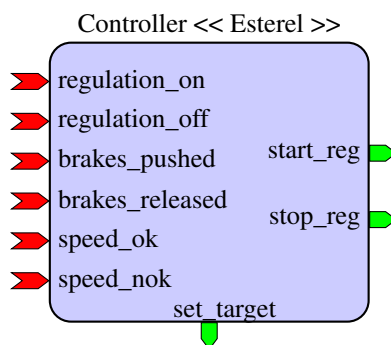 Controller << Esterel >>
regulation_on
regulation_off
brakes_pushed
brakes_released
speed_ok
speed_nok
start_reg
stop_reg
set_target